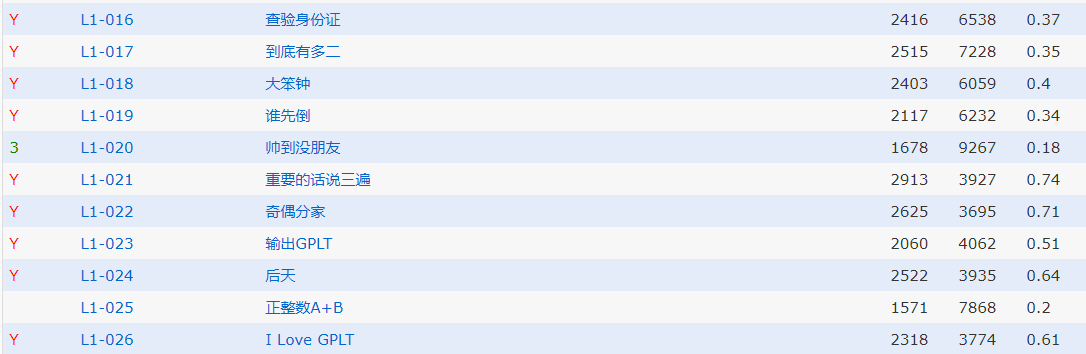 Y L1-016 查验身份证 2416 6538 0.37
Y L1-017 到底有多二 2515 7228 0.35
Y L1-018 大笨钟 2403 6059 0.4
Y L1-019 谁先倒 2117 6232 0.34
3 L1-020 帅到没朋友 1678 9267 0.18
Y L1-021 重要的话说三遍 2913 3927 0.74
Y L1-022 奇偶分家 2625 3695 0.71
Y L1-023 输出GPLT 2060 4062 0.51
Y L1-024 后天 2522 3935 0.64
L1-025 正整数A+B 1571 7868 0.2
Y L1-026 I Love GPLT 2318 3774 0.61